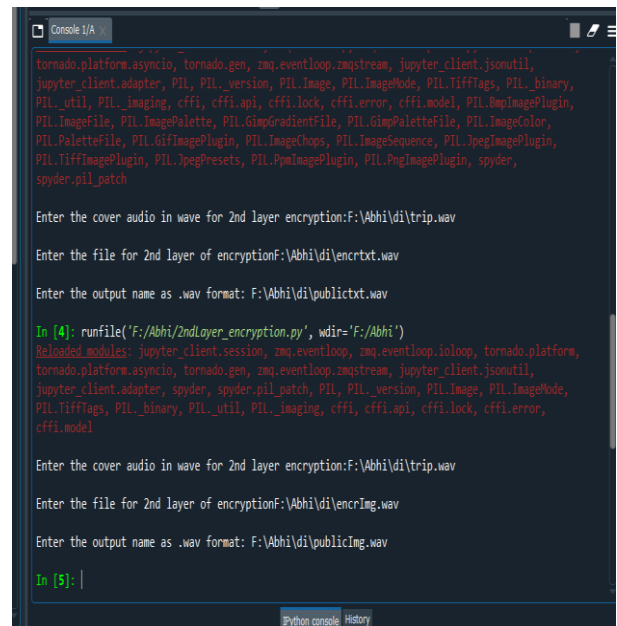 Console 1/A
tornado.platform.asyncio, tornado.gen, zmq.eventloop.zmqstream, jupyter_client.jsonutil,
jupyter_client.adapter, PIL, PIL._version, PIL.Image, PIL.ImageMode, PIL.TiffTags, PIL._binary,
PIL._util, PIL._imaging, cffi, cffi.api, cffi.lock, cffi.error, cffi.model, PIL.BmpImagePlugin,
PIL.ImageFile, PIL.ImagePalette, PIL.GimpGradientFile, PIL.GimpPaletteFile, PIL.ImageColor,
PIL.PaletteFile, PIL.GifImagePlugin, PIL.ImageChops, PIL.ImageSequence, PIL.JpegImagePlugin,
PIL.TiffImagePlugin, PIL.JpegPresets, PIL.PpmImagePlugin, PIL.PngImagePlugin, spyder,
spyder.pil_patch
Enter the cover audio in wave for 2nd layer encryption:F:\Abhi\di\trip.wav
Enter the file for 2nd layer of encryptionF:\Abhi\di\encrtxt.wav
Enter the output name as .wav format: F:\Abhi\di\publictxt.wav
In [4]: runfile('F:/Abhi/2ndLayer_encryption.py', wdir='F:/Abhi')
Reloaded modules: jupyter_client.session, zmq.eventloop, zmq.eventloop.ioloop, tornado.platform,
tornado.platform.asyncio, tornado.gen, zmq.eventloop.zmqstream, jupyter_client.jsonutil,
jupyter_client.adapter, spyder, spyder.pil_patch, PIL, PIL._version, PIL.Image, PIL.ImageMode,
PIL.TiffTags, PIL._binary, PIL._util, PIL._imaging, cffi, cffi.api, cffi.lock, cffi.error,
cffi.model
Enter the cover audio in wave for 2nd layer encryption:F:\Abhi\di\trip.wav
Enter the file for 2nd layer of encryptionF:\Abhi\di\encrImg.wav
Enter the output name as .wav format: F:\Abhi\di\publicImg.wav
In [5]:
IPython console History